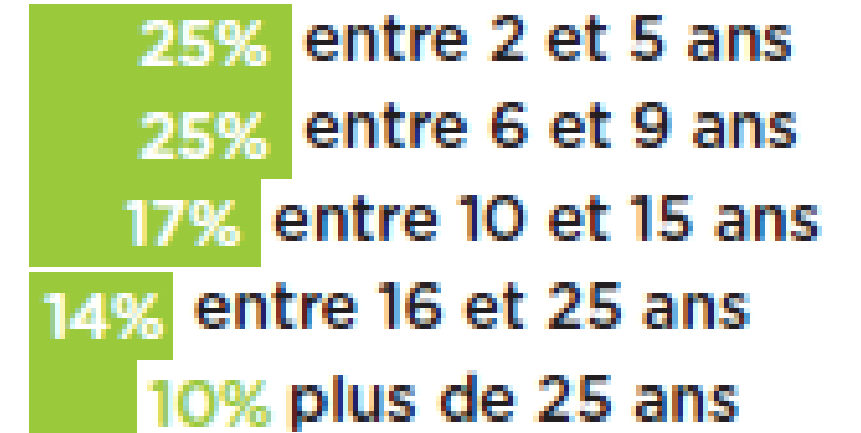 25% entre 2 et 5 ans
25% entre 6 et 9 ans
17% entre 10 et 15 ans
14% entre 16 et 25 ans
10% plus de 25 ans